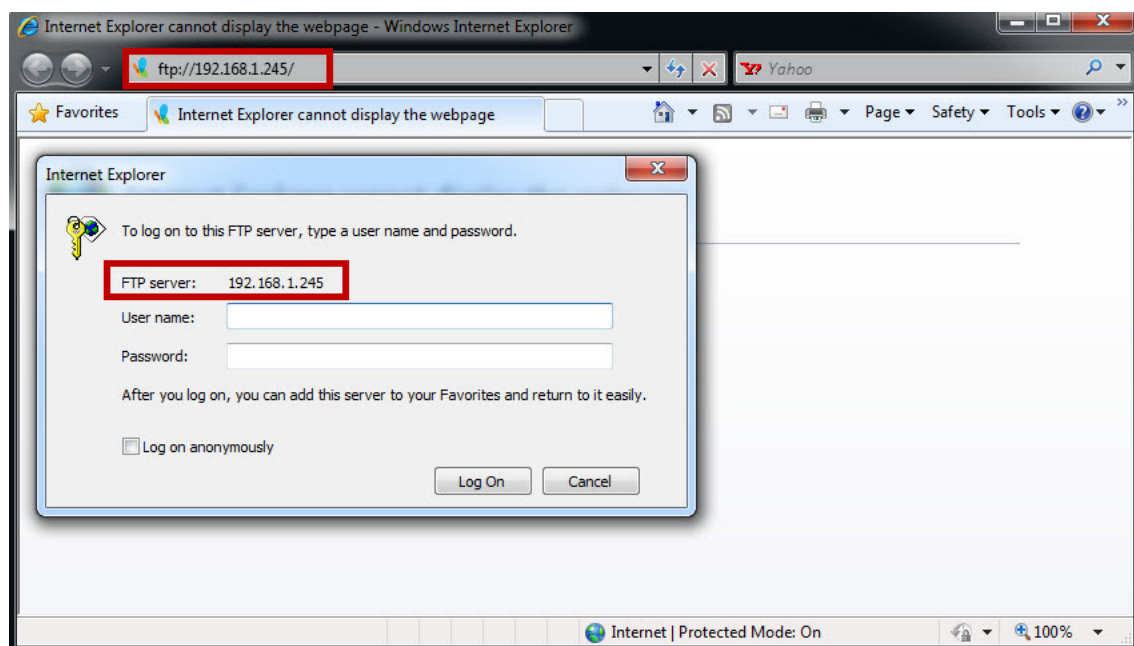 Internet Explorer cannot display the webpage - Windows Internet Explorer
ftp://192.168.1.245/
Yahoo
Favorites
Internet Explorer cannot display the webpage
Page
Safety
Tools
Internet Explorer
To log on to this FTP server, type a user name and password.
FTP server: 192.168.1.245
User name:
Password:
After you log on, you can add this server to your Favorites and return to it easily.
Log on anonymously
Log On
Cancel
Internet | Protected Mode: On
100%